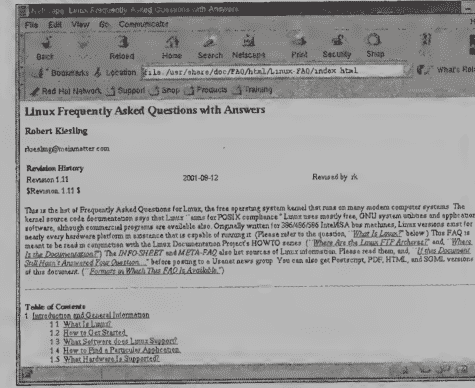 Netscape: Linux Frequently Asked Questions with Answers
File Edit View Go Communicator
Back Reload Home Search Netscape Print Security Shop
Bookmarks Location: file:/usr/share/doc/FAQ/html/Linux-FAQ/index.html What's Rel
Red Hat Network Support Shop Products Training
Linux Frequently Asked Questions with Answers
Robert Kiesling
rkiesling@mainmatter.com
Revision History
Revision 1.11 2001-08-12 Revised by: rk
$Revision: 1.11 $
This is the list of Frequently Asked Questions for Linux, the free operating system kernel that runs on many modern computer systems. The
kernel source code documentation says that Linux "aims for POSIX compliance." Linux uses mostly free, GNU system utilities and application
software, although commercial programs are available also. Originally written for 386/486/586 Intel/ISA bus machines, Linux versions exist for
nearly every hardware platform in existence that is capable of running it. (Please refer to the question, "What Is Linux?" below.) This FAQ is
meant to be read in conjunction with the Linux Documentation Project's HOWTO series. ("Where Are the Linux FTP Archives?" and, "Where
Is the Documentation?") The INFO-SHEET and META-FAQ also list sources of Linux information. Please read them, and, "If this Document
Still Hasn't Answered Your Question...." before posting to a Usenet news group. You can also get Postscript, PDF, HTML, and SGML versions
of this document. ("Formats in Which This FAQ Is Available.")
Table of Contents
1. Introduction and General Information
1.1. What Is Linux?
1.2. How to Get Started.
1.3. What Software does Linux Support?
1.4. How to Find a Particular Application.
1.5. What Hardware Is Supported?